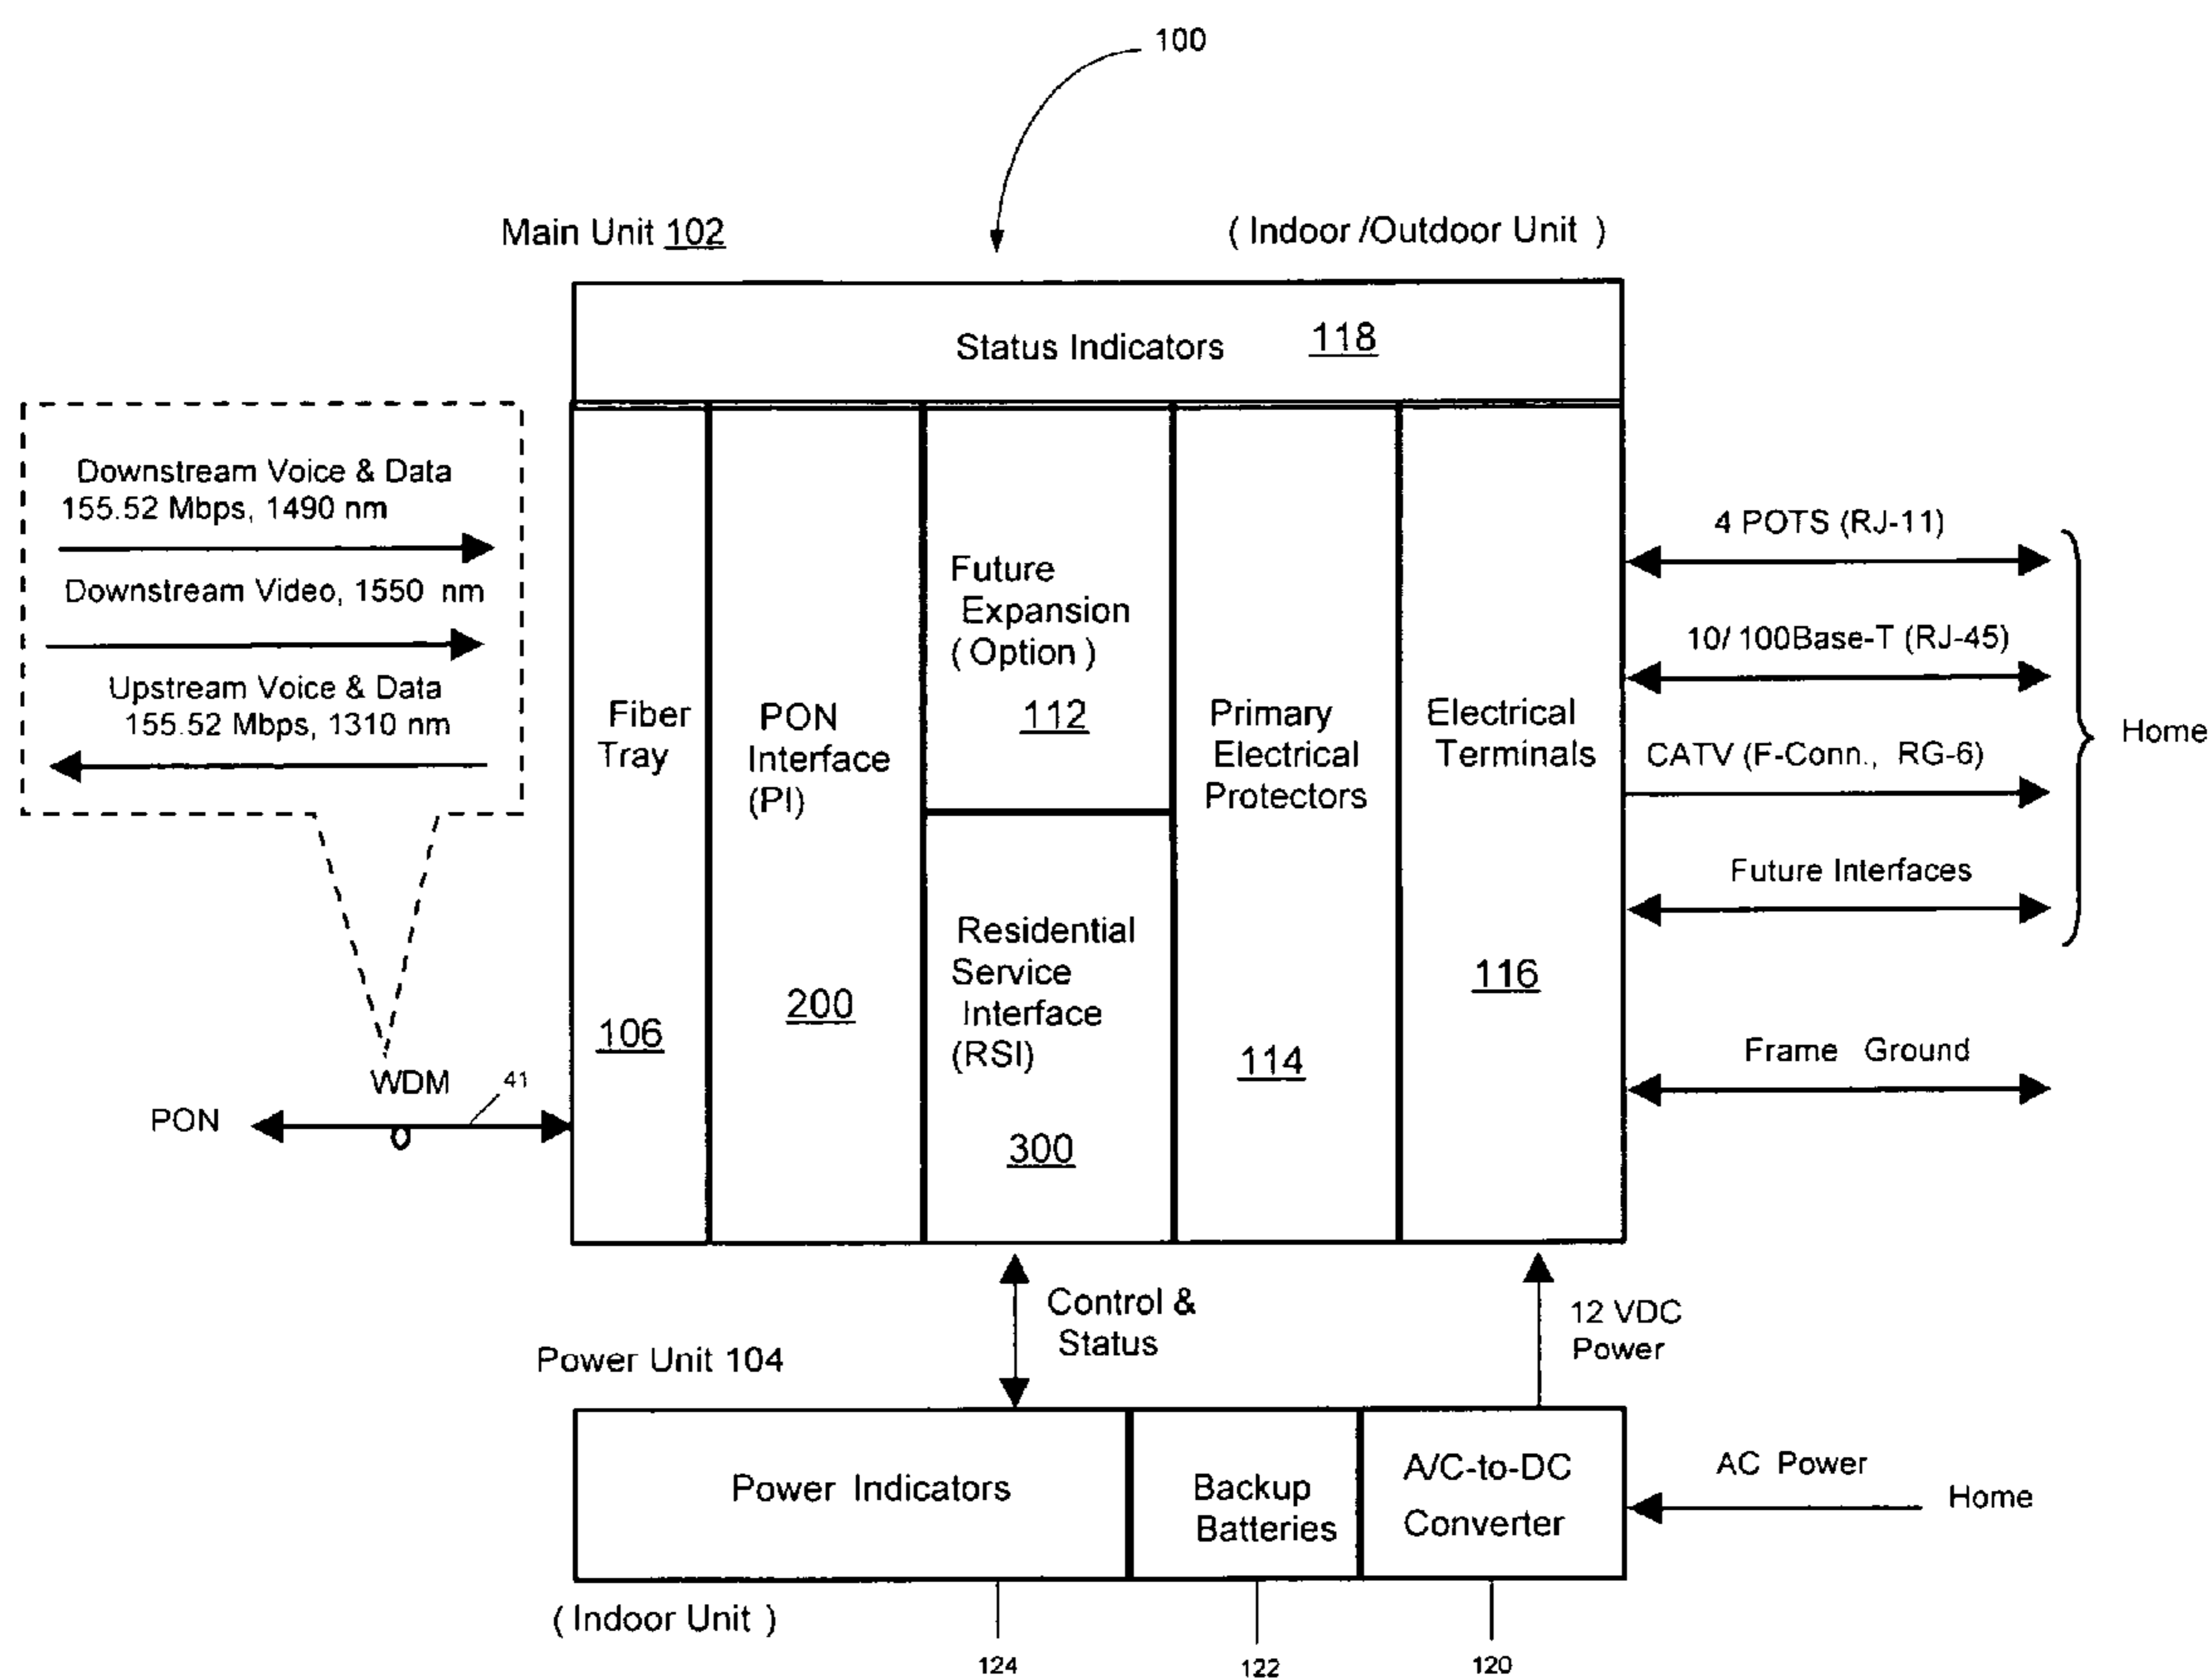 100
Main Unit 102
( Indoor /Outdoor Unit )
Status Indicators 118
Downstream Voice & Data
155.52 Mbps, 1490 nm
Downstream Video, 1550 nm
Upstream Voice & Data
155.52 Mbps, 1310 nm
WDM
41
PON
Fiber
Tray
106
PON
Interface
(PI)
200
Future
Expansion
( Option )
112
Residential
Service
Interface
(RSI)
300
Primary
Electrical
Protectors
114
Electrical
Terminals
116
4 POTS (RJ-11)
10/ 100Base-T (RJ-45)
CATV (F-Conn., RG-6)
Future Interfaces
Home
Frame Ground
Control &
Status
12 VDC
Power
Power Unit 104
Power Indicators
Backup
Batteries
A/C-to-DC
Converter
AC Power
Home
( Indoor Unit )
124
122
120